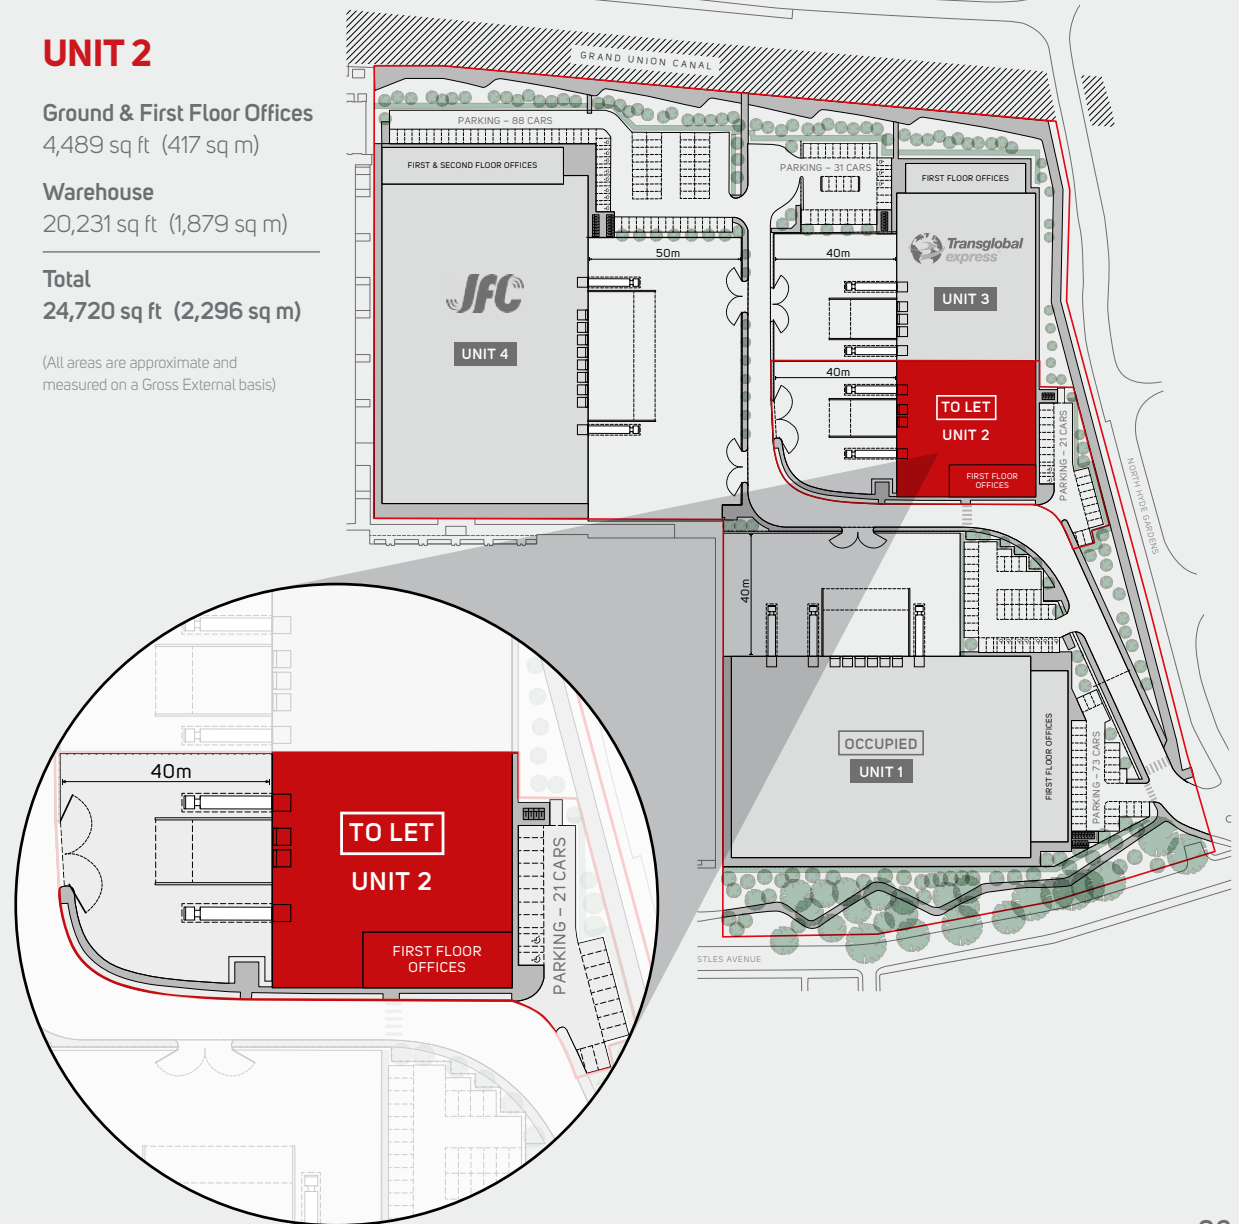 UNIT 2
Ground & First Floor Offices
4,489 sq ft (417 sq m)
Warehouse
20,231 sq ft (1,879 sq m)
Total
24,720 sq ft (2,296 sq m)
(All areas are approximate and
measured on a Gross External basis)
GRAND UNION CANAL
PARKING – 88 CARS
FIRST & SECOND FLOOR OFFICES
PARKING – 31 CARS
FIRST FLOOR OFFICES
50m
40m
Transglobal
express
JFC
UNIT 3
UNIT 4
40m
TO LET
UNIT 2
FIRST FLOOR
OFFICES
PARKING – 21 CARS
NORTH HYDE GARDENS
40m
OCCUPIED
UNIT 1
FIRST FLOOR OFFICES
PARKING – 73 CARS
STLES AVENUE
40m
TO LET
UNIT 2
FIRST FLOOR
OFFICES
PARKING – 21 CARS